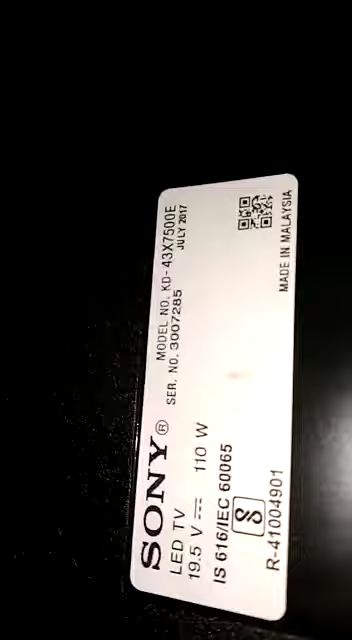 SONY®
LED TV
19.5 V 110 W
IS 616/IEC 60065
R-41004901
MODEL NO. KD-43X7500E
JULY 2017
SER. NO. 3007285
MADE IN MALAYSIA